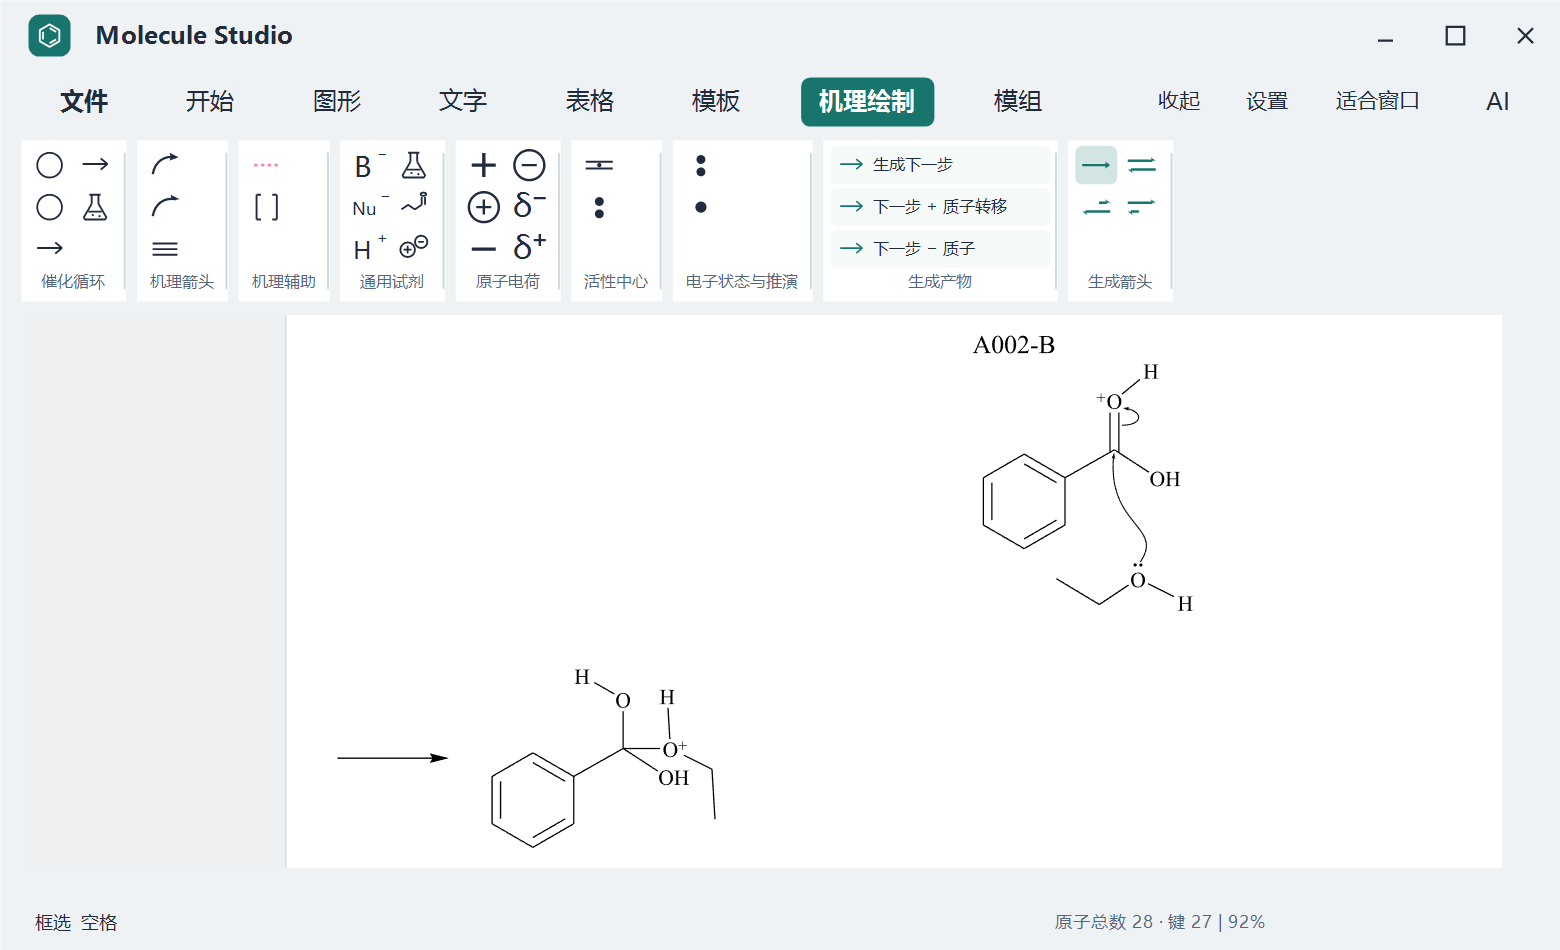 Molecule Studio
文件 开始 图形 文字 表格 模板 机理绘制 模组 收起 设置 适合窗口 AI
B − 生成下一步
Nu − δ− 下一步 + 质子转移
H + δ+ 下一步 − 质子
催化循环 机理箭头 机理辅助 通用试剂 原子电荷 活性中心 电子状态与推演 生成产物 生成箭头
A002-B
H
+O
OH
O
H
H
O H
O+
OH
框选 空格 原子总数 28 · 键 27 | 92%